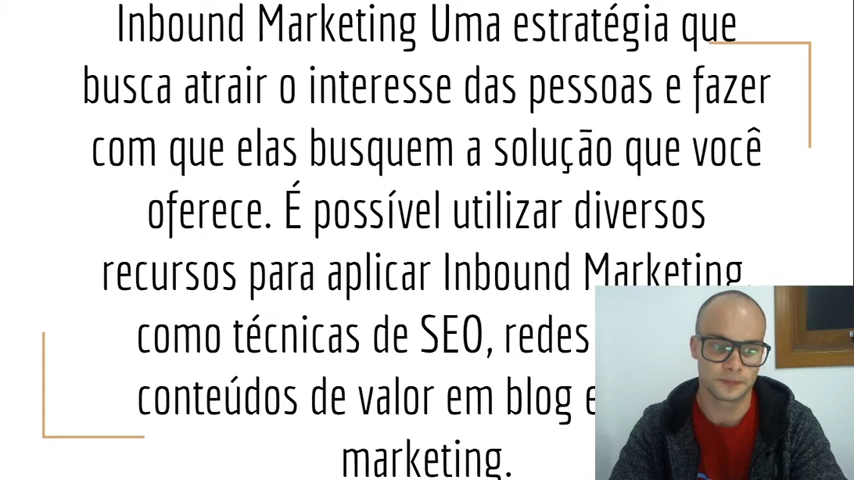 Inbound Marketing Uma estratégia que
busca atrair o interesse das pessoas e fazer
com que elas busquem a solução que você
oferece. É possível utilizar diversos
recursos para aplicar Inbound Marketing,
como técnicas de SEO, redes
conteúdos de valor em blog e
marketing.